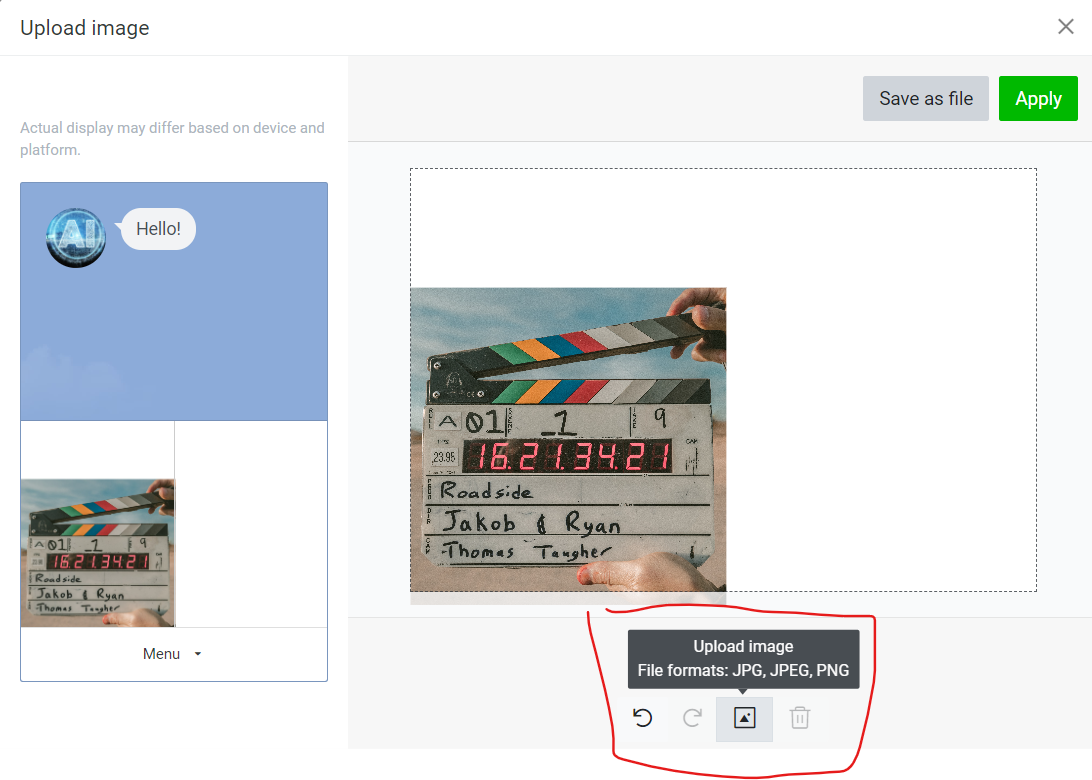 Upload image
Save as file
Apply
Actual display may differ based on device and
platform.
AI
Hello!
A 01 1 9
23.95
16.21.34.21
Roadside
Jakob & Ryan
Thomas Taugher
A 01 1 9
16.21.34.21
Roadside
Jakob & Ryan
Thomas Taugher
Menu
Upload image
File formats: JPG, JPEG, PNG